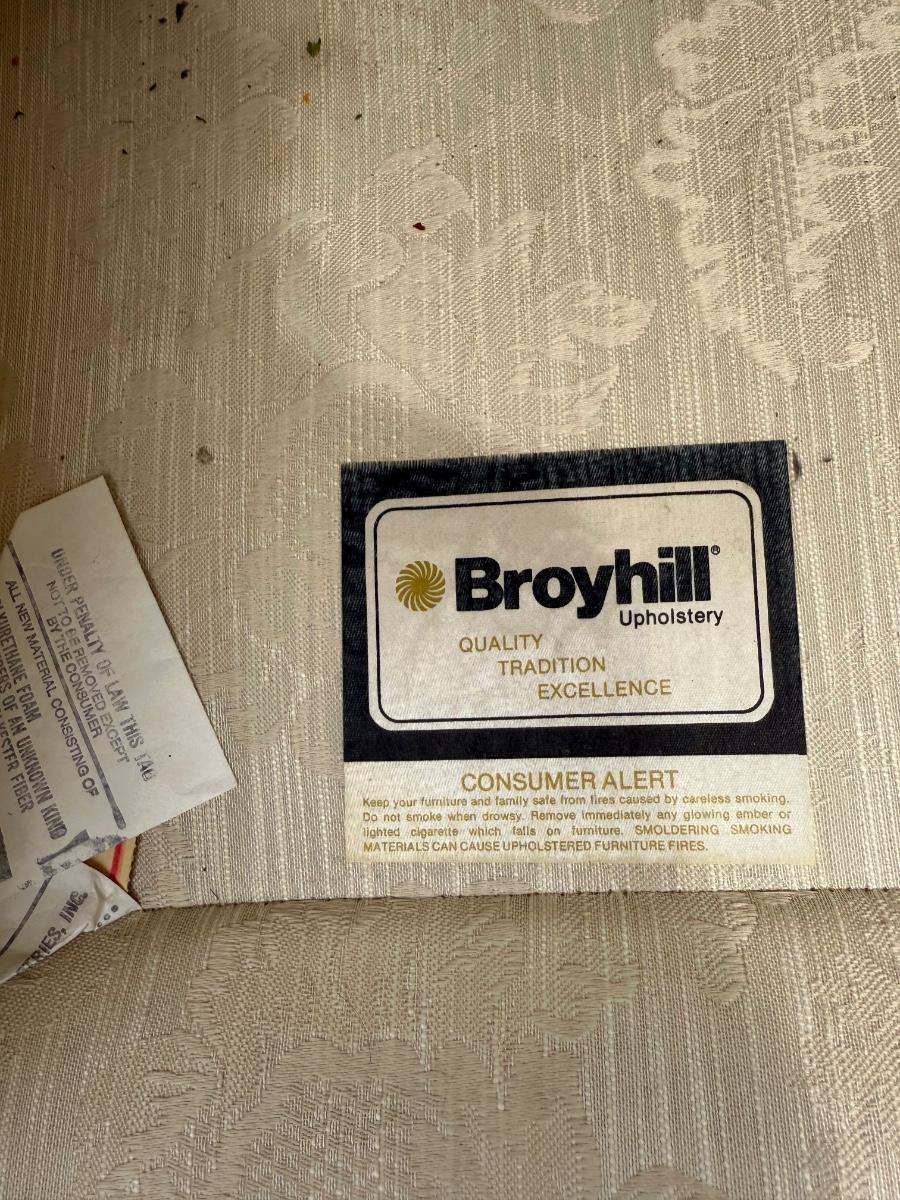 Broyhill®
Upholstery
QUALITY
TRADITION
EXCELLENCE
CONSUMER ALERT
Keep your furniture and family safe from fires caused by careless smoking.
Do not smoke when drowsy. Remove immediately any glowing ember or
lighted cigarette which falls on furniture. SMOLDERING SMOKING
MATERIALS CAN CAUSE UPHOLSTERED FURNITURE FIRES.
UNDER PENALTY OF LAW THIS TAG
NOT TO BE REMOVED EXCEPT
BY THE CONSUMER
ALL NEW MATERIAL CONSISTING OF
FOAM
OF AN UNKNOWN KIND
FIBER
INC.